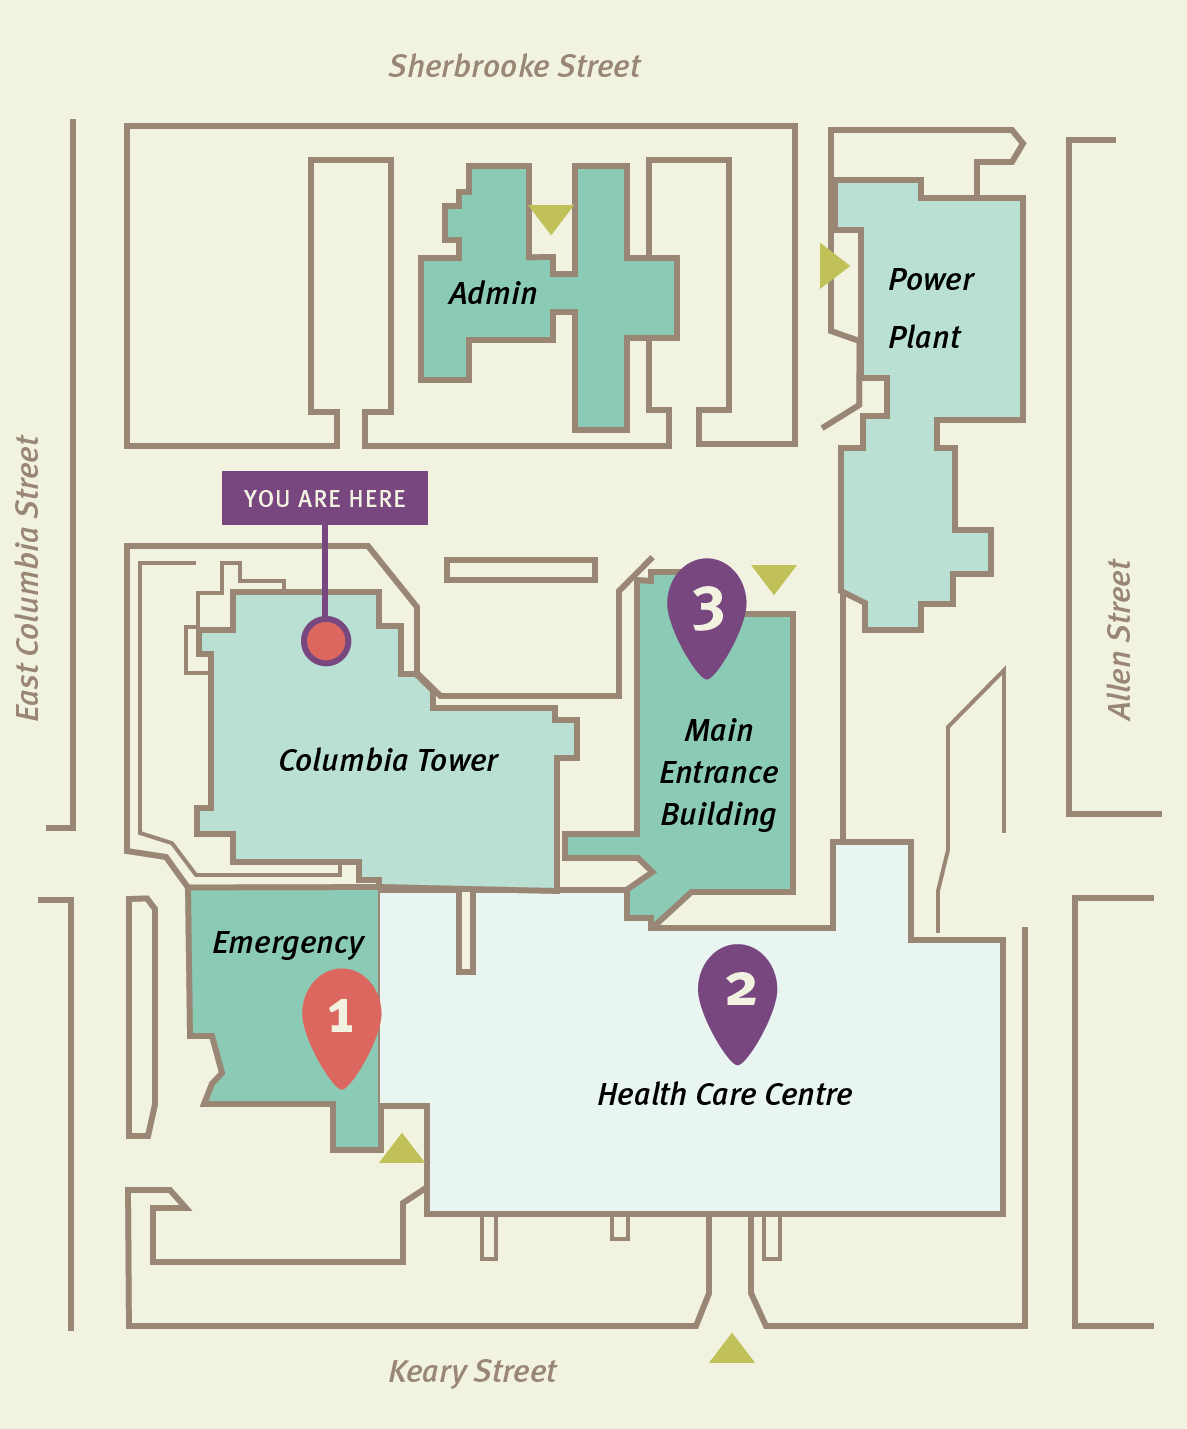 Sherbrooke Street
Admin
Power
Plant
East Columbia Street
YOU ARE HERE
Allen Street
3
Main
Entrance
Building
Columbia Tower
Emergency
1
2
Health Care Centre
Keary Street